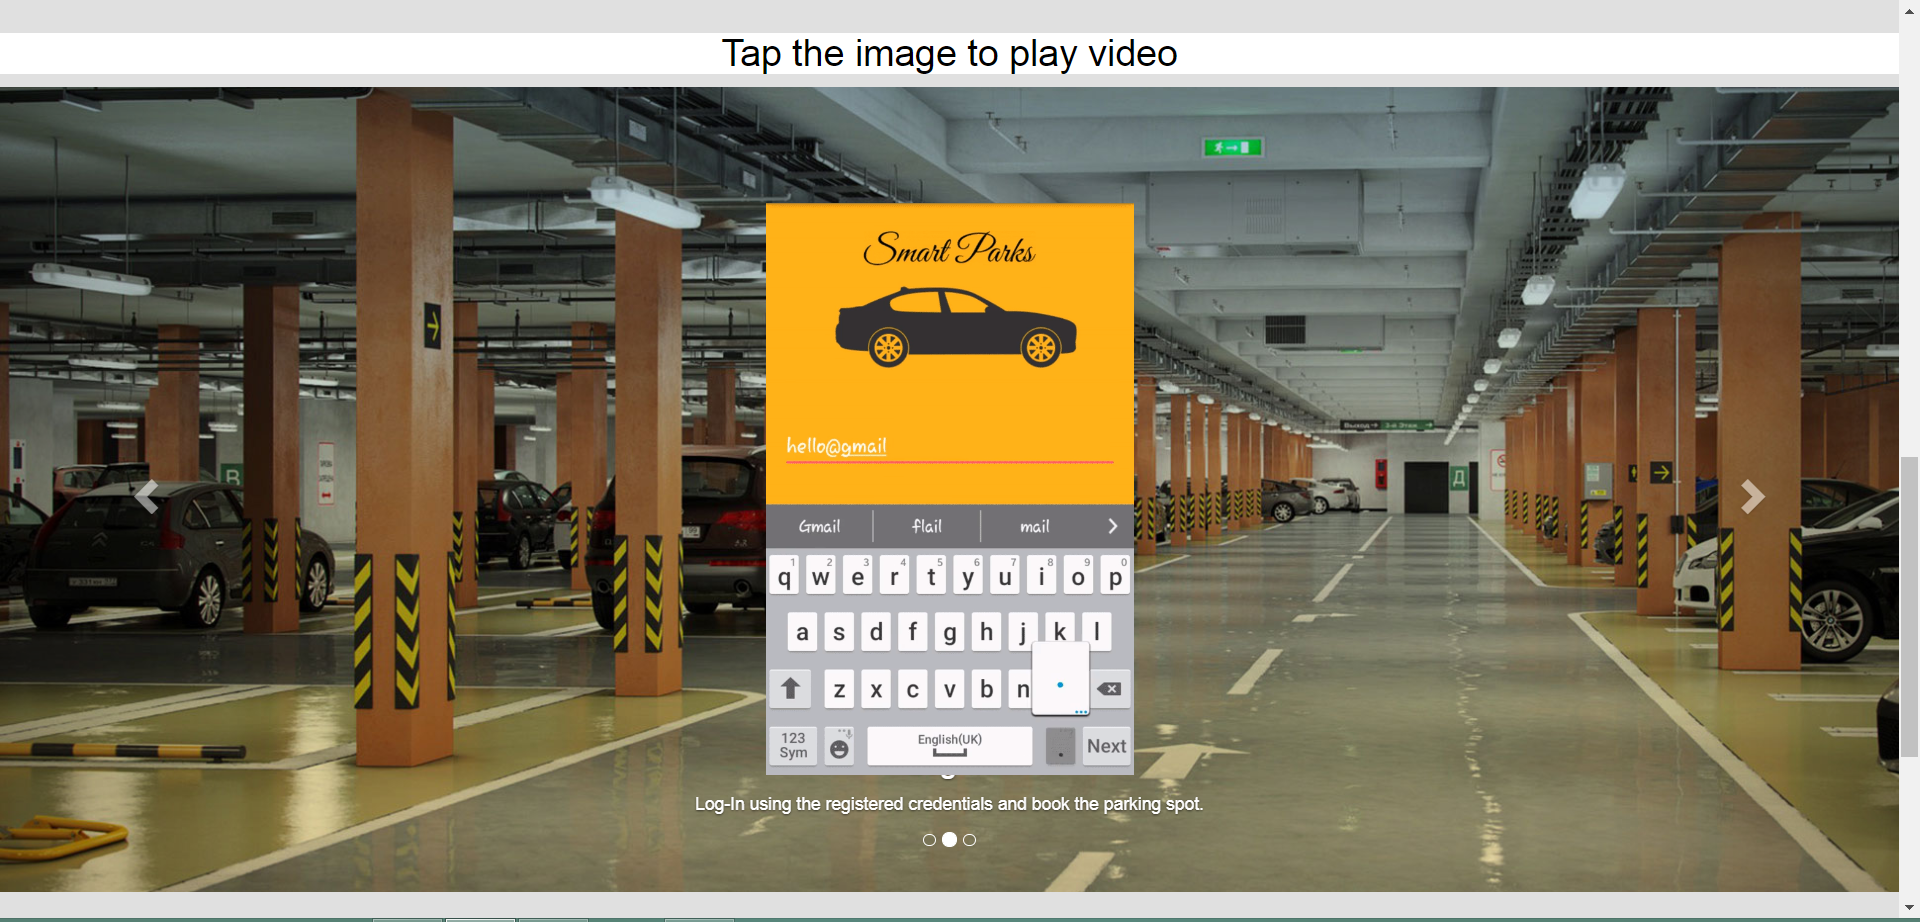 Tap the image to play video
Smart Parks
hello@gmail
Gmail flail mail
1 2 3 4 5 6 7 8 9 0
q w e r t y u i o p
a s d f g h j k l
z x c v b n .
123 Sym English(UK) . Next
В
Выход
Д
Log-In using the registered credentials and book the parking spot.